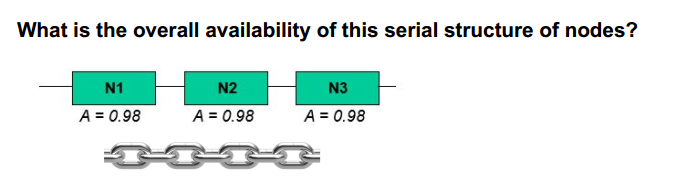 What is the overall availability of this serial structure of nodes?
N1 N2 N3
A = 0.98 A = 0.98 A = 0.98